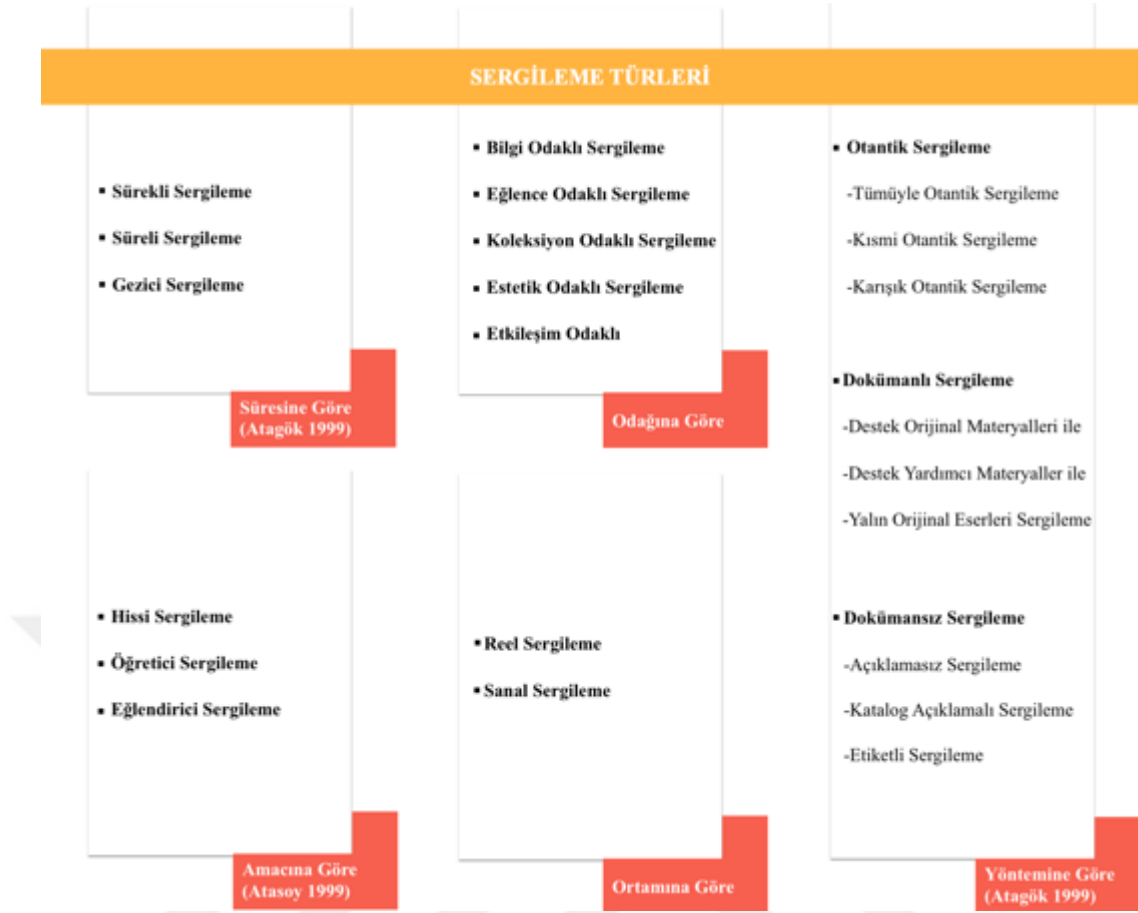 SERGİLEME TÜRLERİ
▪ Sürekli Sergileme
▪ Süreli Sergileme
▪ Gezici Sergileme
Süresine Göre
(Atagök 1999)
▪ Bilgi Odaklı Sergileme
▪ Eğlence Odaklı Sergileme
▪ Koleksiyon Odaklı Sergileme
▪ Estetik Odaklı Sergileme
▪ Etkileşim Odaklı
Odağına Göre
▪ Hissi Sergileme
▪ Öğretici Sergileme
▪ Eğlendirici Sergileme
Amacına Göre
(Atasoy 1999)
▪ Reel Sergileme
▪ Sanal Sergileme
Ortamına Göre
▪ Otantik Sergileme
-Tümüyle Otantik Sergileme
-Kısmi Otantik Sergileme
-Karışık Otantik Sergileme
▪ Dokümanlı Sergileme
-Destek Orijinal Materyalleri ile
-Destek Yardımcı Materyaller ile
-Yalın Orijinal Eserleri Sergileme
▪ Dokümansız Sergileme
-Açıklamasız Sergileme
-Katalog Açıklamalı Sergileme
-Etiketli Sergileme
Yöntemine Göre
(Atagök 1999)